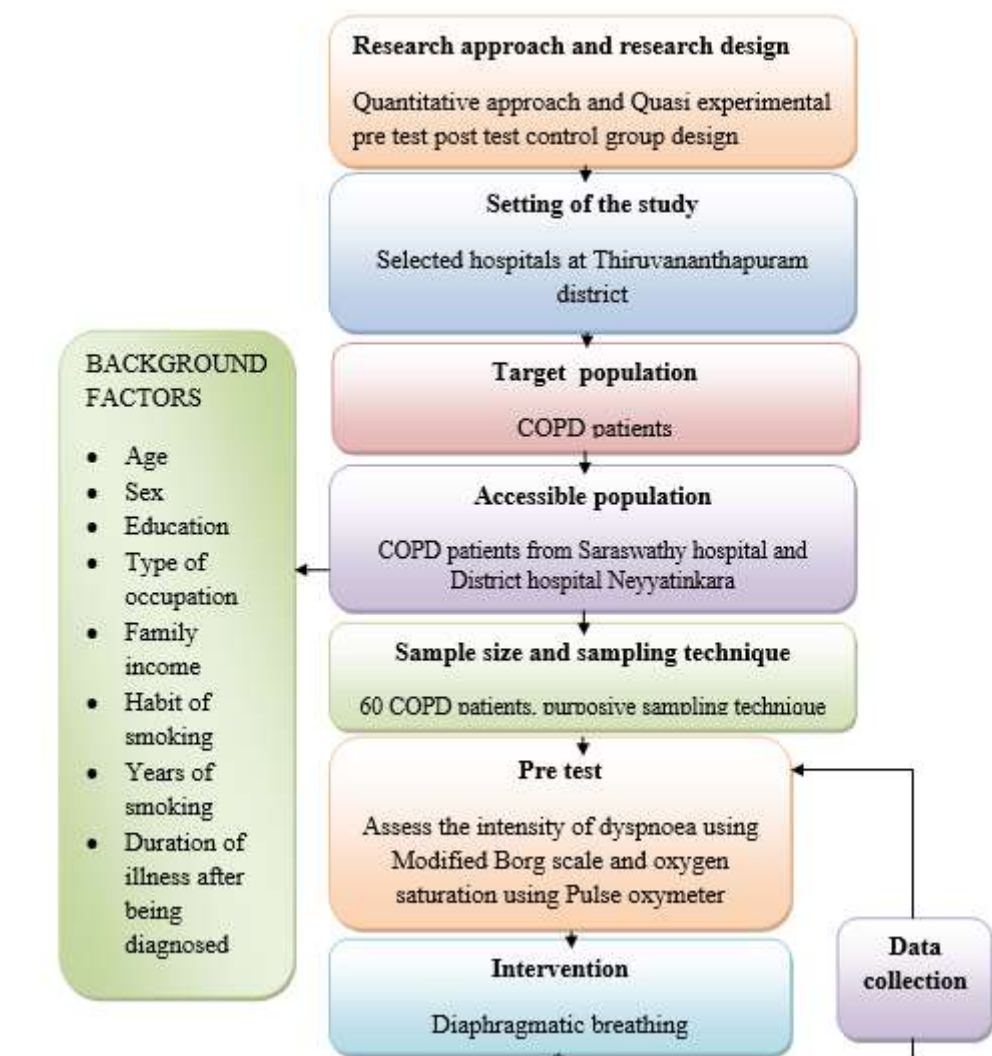 Research approach and research design
Quantitative approach and Quasi experimental
pre test post test control group design
Setting of the study
Selected hospitals at Thiruvananthapuram
district
Target population
COPD patients
Accessible population
COPD patients from Saraswathy hospital and
District hospital Neyyatinkara
BACKGROUND
FACTORS
• Age
• Sex
• Education
• Type of
occupation
• Family
income
• Habit of
smoking
• Years of
smoking
• Duration of
illness after
being
diagnosed
Sample size and sampling technique
60 COPD patients, purposive sampling technique
Pre test
Assess the intensity of dyspnoea using
Modified Borg scale and oxygen
saturation using Pulse oxymeter
Intervention
Diaphragmatic breathing
Data
collection